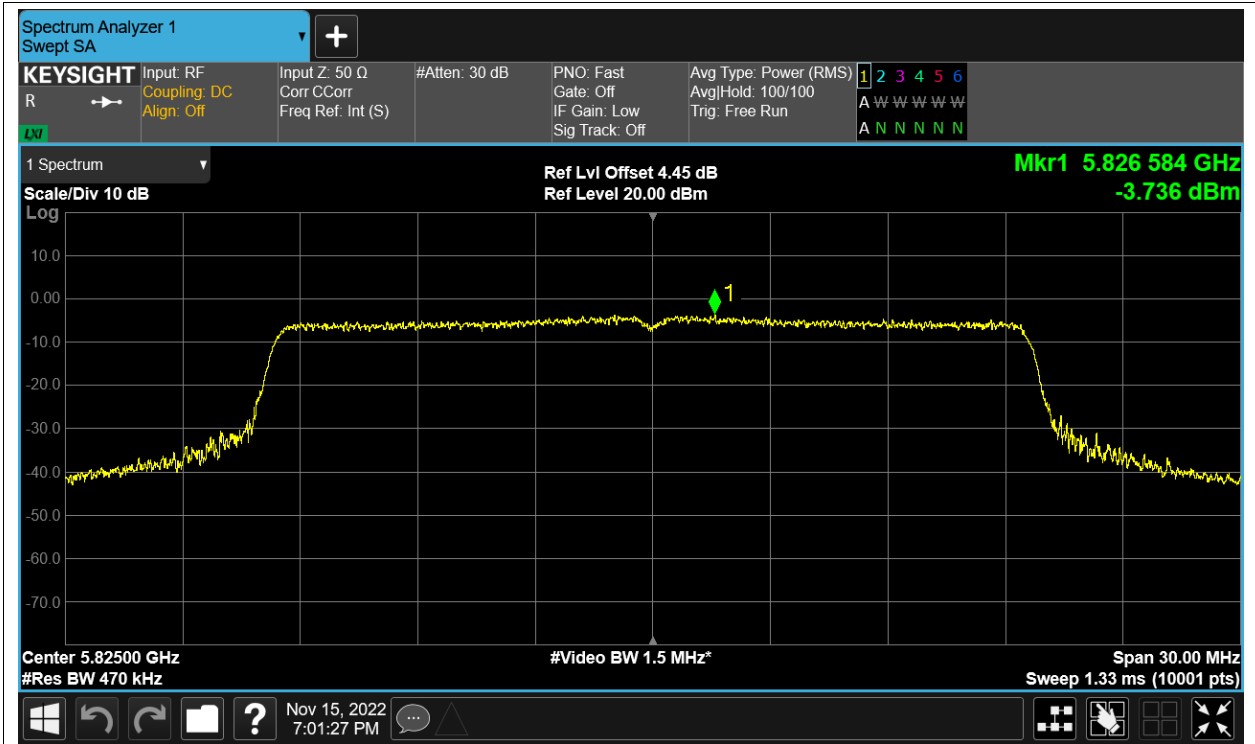 Spectrum Analyzer 1
Swept SA
KEYSIGHT
R
LXI
Input: RF
Coupling: DC
Align: Off
Input Z: 50 Ω
Corr CCorr
Freq Ref: Int (S)
#Atten: 30 dB
PNO: Fast
Gate: Off
IF Gain: Low
Sig Track: Off
Avg Type: Power (RMS)
Avg|Hold: 100/100
Trig: Free Run
1 2 3 4 5 6
A W W W W W
A N N N N N
1 Spectrum
Scale/Div 10 dB
Log
Ref Lvl Offset 4.45 dB
Ref Level 20.00 dBm
Mkr1 5.826 584 GHz
-3.736 dBm
10.0
0.00
1
-10.0
-20.0
-30.0
-40.0
-50.0
-60.0
-70.0
Center 5.82500 GHz
#Res BW 470 kHz
#Video BW 1.5 MHz*
Span 30.00 MHz
Sweep 1.33 ms (10001 pts)
?
Nov 15, 2022
7:01:27 PM